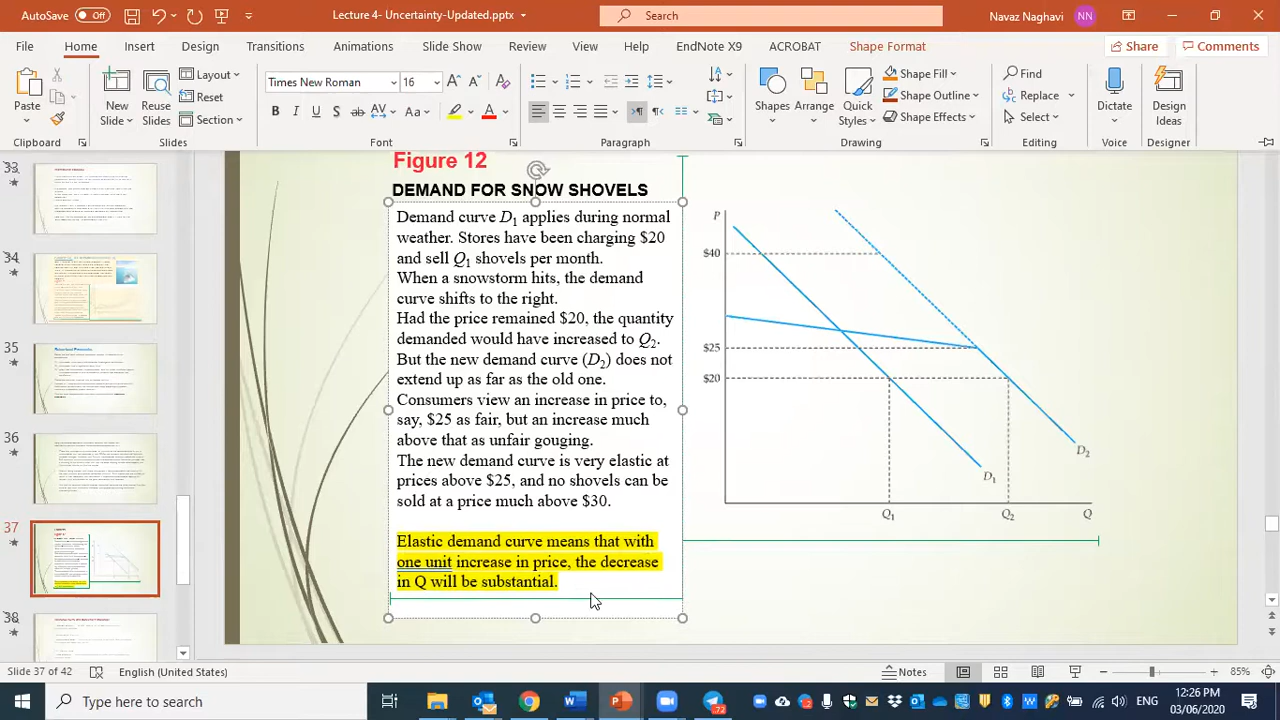 AutoSave Off
Lecture 4- Uncertainty-Updated.pptx
Search
Navaz Naghavi NN
File Home Insert Design Transitions Animations Slide Show Review View Help EndNote X9 ACROBAT Shape Format Share Comments
Paste
Clipboard
New Slide
Reuse Slides
Layout
Reset
Section
Slides
Times New Roman 16
B I U S ab AV Aa A
Font
Paragraph
Shapes
Arrange
Quick Styles
Shape Fill
Shape Outline
Shape Effects
Drawing
Find
Replace
Select
Editing
Dictate
Voice
Design Ideas
Designer
33
34
35
36
37
38
Figure 12
DEMAND FOR SNOW SHOVELS
Demand curve D1 applies during normal
weather. Stores have been charging $20
and sell Q1 shovels per month.
When a snowstorm hits, the demand
curve shifts to the right.
Had the price remained $20, the quantity
demanded would have increased to Q2.
But the new demand curve (D2) does not
extend up as far as the old one.
Consumers view an increase in price to,
say, $25 as fair, but an increase much
above that as unfair gouging.
The new demand curve is very elastic at
prices above $25, and no shovels can be
sold at a price much above $30.
Elastic demand curve means that with
one unit increase in price, the decrease
in Q will be substantial.
P
$40
$25
$20
D2
D1
Q1 Q2 Q
Slide 37 of 42 English (United States) Notes 85%
Type here to search
72
ENG
12:26 PM
03/06/2020